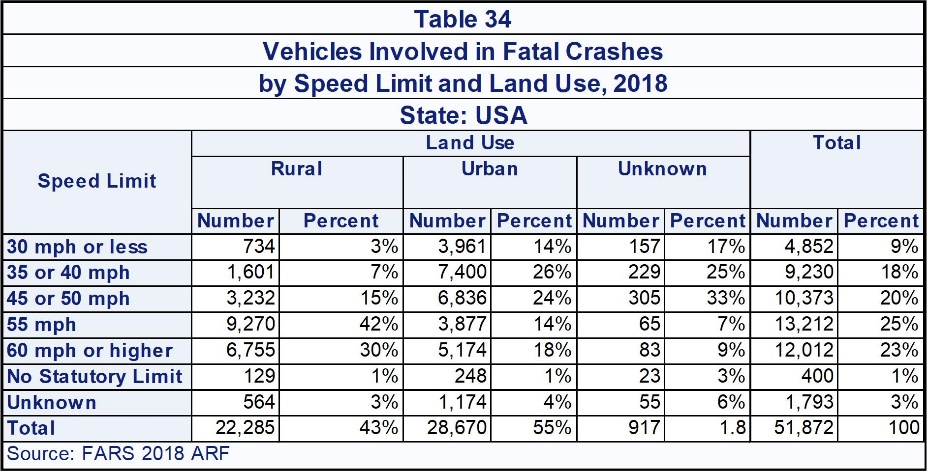 Table 34
Vehicles Involved in Fatal Crashes
by Speed Limit and Land Use, 2018
State: USA
Speed Limit Land Use Total
Rural Urban Unknown
Number Percent Number Percent Number Percent Number Percent
30 mph or less 734 3% 3,961 14% 157 17% 4,852 9%
35 or 40 mph 1,601 7% 7,400 26% 229 25% 9,230 18%
45 or 50 mph 3,232 15% 6,836 24% 305 33% 10,373 20%
55 mph 9,270 42% 3,877 14% 65 7% 13,212 25%
60 mph or higher 6,755 30% 5,174 18% 83 9% 12,012 23%
No Statutory Limit 129 1% 248 1% 23 3% 400 1%
Unknown 564 3% 1,174 4% 55 6% 1,793 3%
Total 22,285 43% 28,670 55% 917 1.8 51,872 100
Source: FARS 2018 ARF